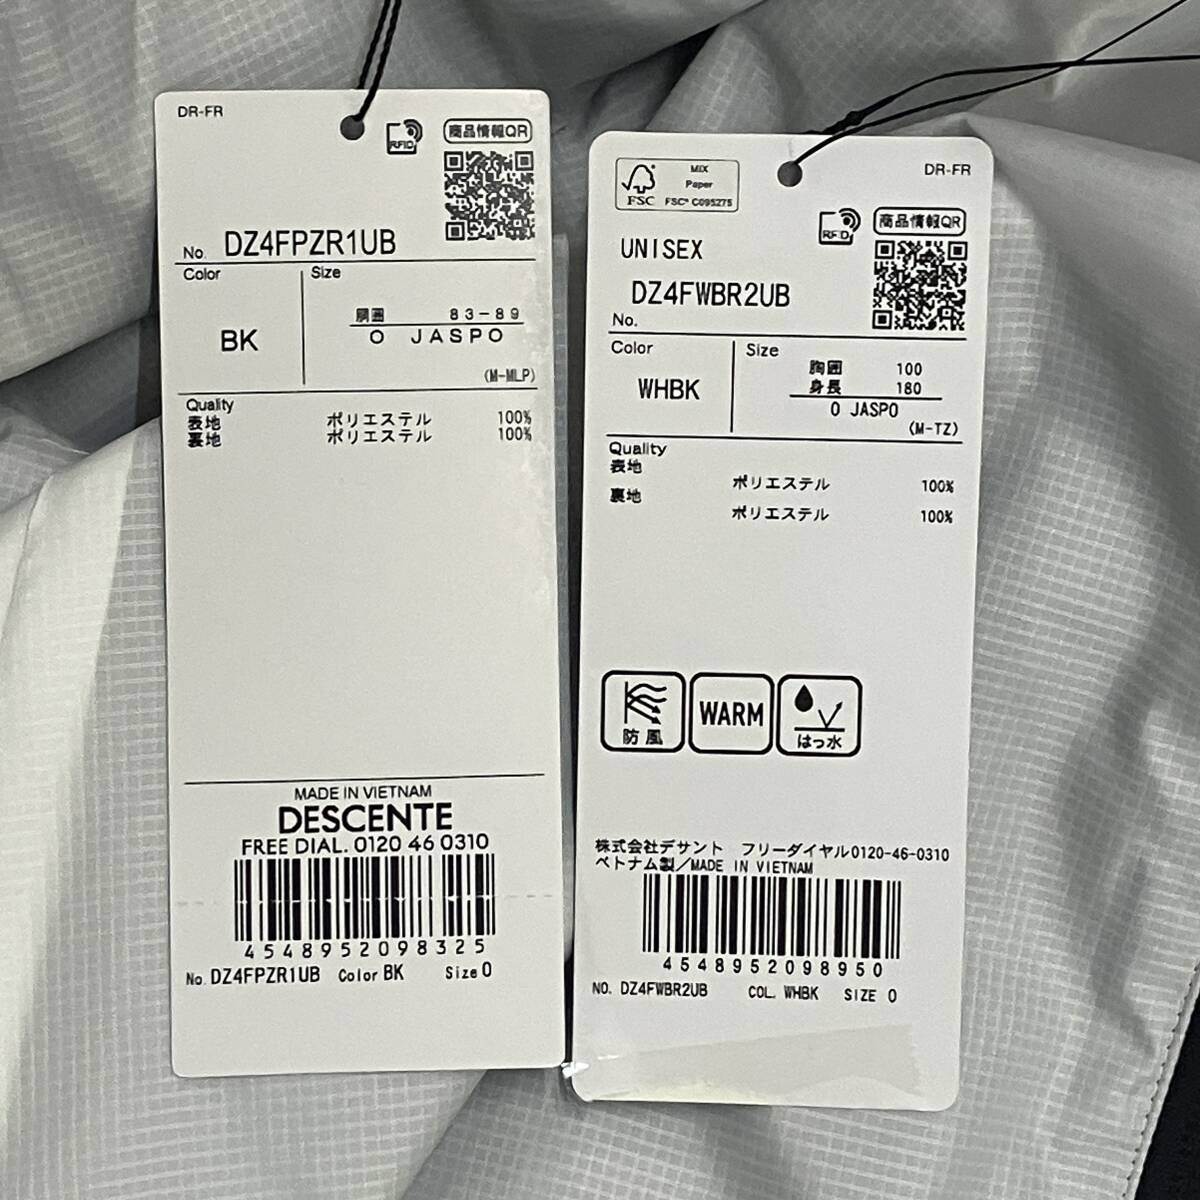 DR-FR
RFID
商品情報QR
No. DZ4FPZR1UB
Color
Size
BK
胴囲 83-89
O JASPO
(M-MLP)
Quality
表地 ポリエステル 100%
裏地 ポリエステル 100%
MADE IN VIETNAM
DESCENTE
FREE DIAL. 0120 46 0310
4548952098325
No. DZ4FPZR1UB Color BK Size O
FSC
MIX
Paper
FSC® C095275
DR-FR
RFID
商品情報QR
UNISEX
DZ4FWBR2UB
No.
Color
Size
WHBK
胸囲 100
身長 180
O JASPO
(M-TZ)
Quality
表地
ポリエステル 100%
裏地
ポリエステル 100%
防風
WARM
はっ水
株式会社デサント フリーダイヤル0120-46-0310
ベトナム製/MADE IN VIETNAM
4548952098950
NO. DZ4FWBR2UB COL. WHBK SIZE O